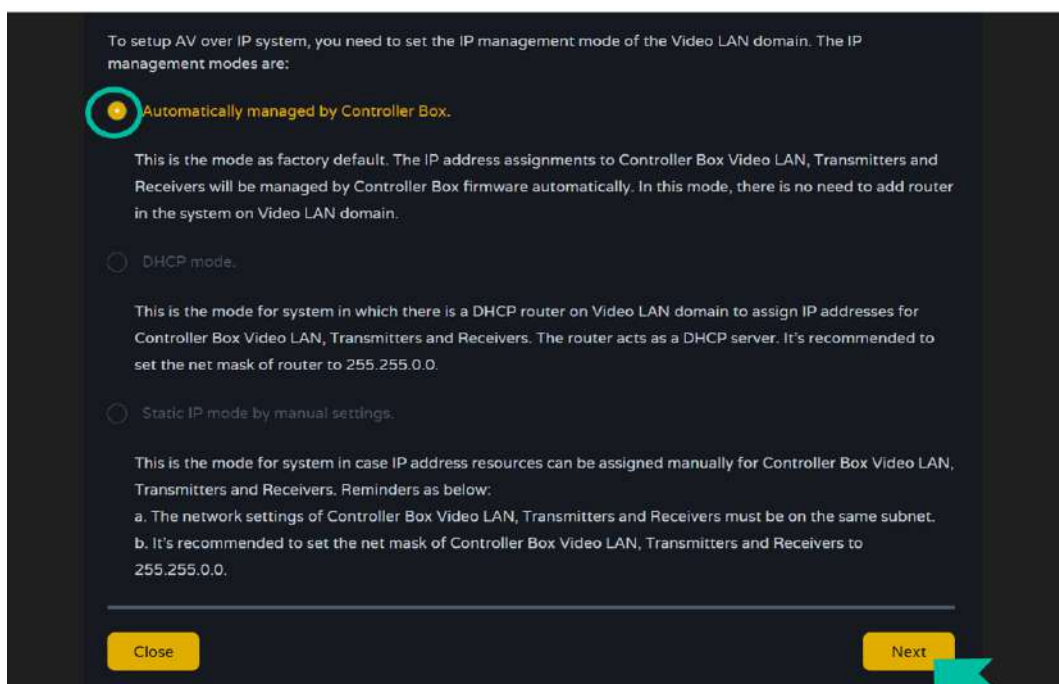 To setup AV over IP system, you need to set the IP management mode of the Video LAN domain. The IP
management modes are:
Automatically managed by Controller Box.
This is the mode as factory default. The IP address assignments to Controller Box Video LAN, Transmitters and
Receivers will be managed by Controller Box firmware automatically. In this mode, there is no need to add router
in the system on Video LAN domain.
DHCP mode.
This is the mode for system in which there is a DHCP router on Video LAN domain to assign IP addresses for
Controller Box Video LAN, Transmitters and Receivers. The router acts as a DHCP server. It's recommended to
set the net mask of router to 255.255.0.0.
Static IP mode by manual settings.
This is the mode for system in case IP address resources can be assigned manually for Controller Box Video LAN,
Transmitters and Receivers. Reminders as below:
a. The network settings of Controller Box Video LAN, Transmitters and Receivers must be on the same subnet.
b. It's recommended to set the net mask of Controller Box Video LAN, Transmitters and Receivers to
255.255.0.0.
Close
Next